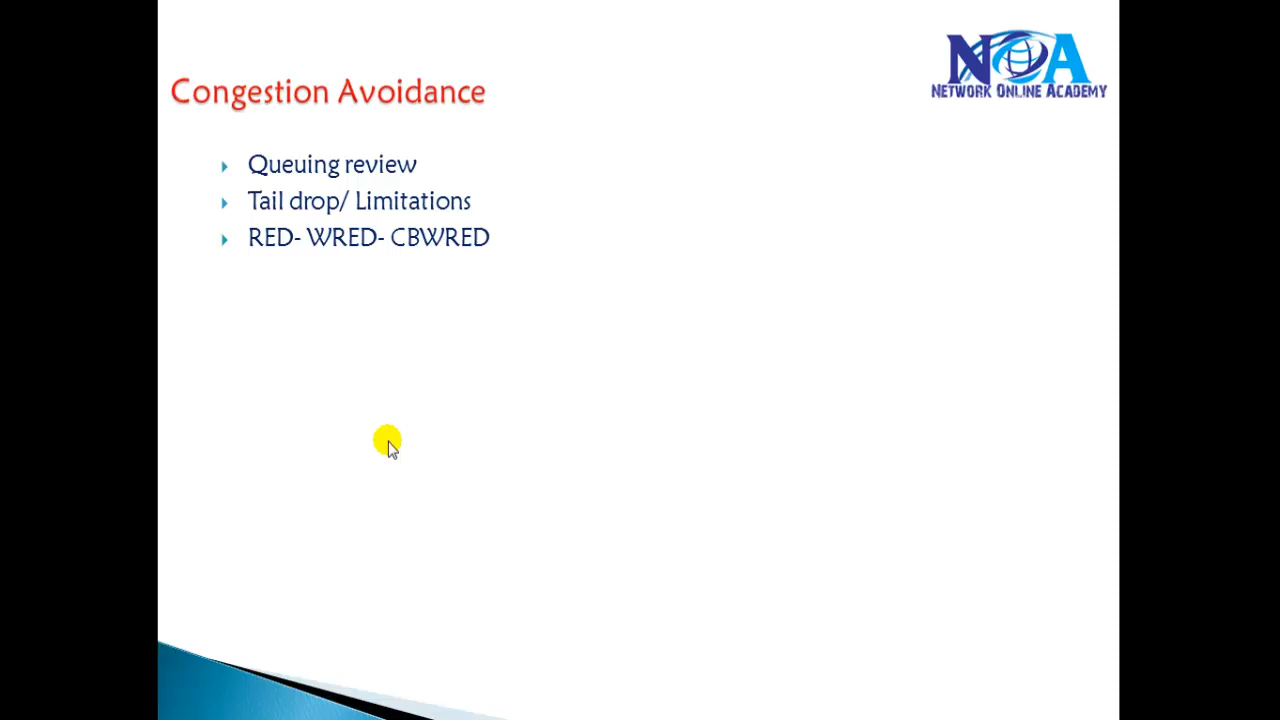 NOA
NETWORK ONLINE ACADEMY
Congestion Avoidance
Queuing review
Tail drop/ Limitations
RED- WRED- CBWRED